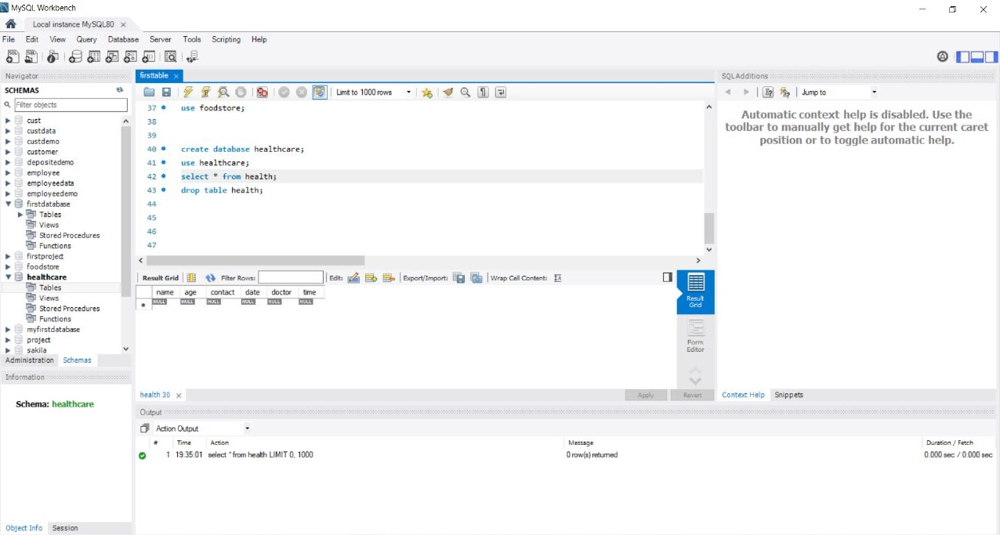 MySQL Workbench
Local instance MySQL80
File Edit View Query Database Server Tools Scripting Help
Navigator
SCHEMAS
Filter objects
cust
custdata
custdemo
customer
depositedemo
employee
employeedata
employeedemo
firstdatabase
Tables
Views
Stored Procedures
Functions
firstproject
foodstore
healthcare
Tables
Views
Stored Procedures
Functions
myfirstdatabase
project
sakila
Administration Schemas
Information
Schema: healthcare
Object Info Session
firsttable
Limit to 1000 rows
37 use foodstore;
38
39
40 create database healthcare;
41 use healthcare;
42 select * from health;
43 drop table health;
44
45
46
47
Result Grid Filter Rows: Edit: Export/Import: Wrap Cell Content:
name age contact date doctor time
NULL NULL NULL NULL NULL NULL
Result
Grid
Form
Editor
health 30
Apply Revert
SQLAdditions
Jump to
Automatic context help is disabled. Use the
toolbar to manually get help for the current caret
position or to toggle automatic help.
Context Help Snippets
Output
Action Output
# Time Action Message Duration / Fetch
1 19:35:01 select * from health LIMIT 0, 1000 0 row(s) returned 0.000 sec / 0.000 sec